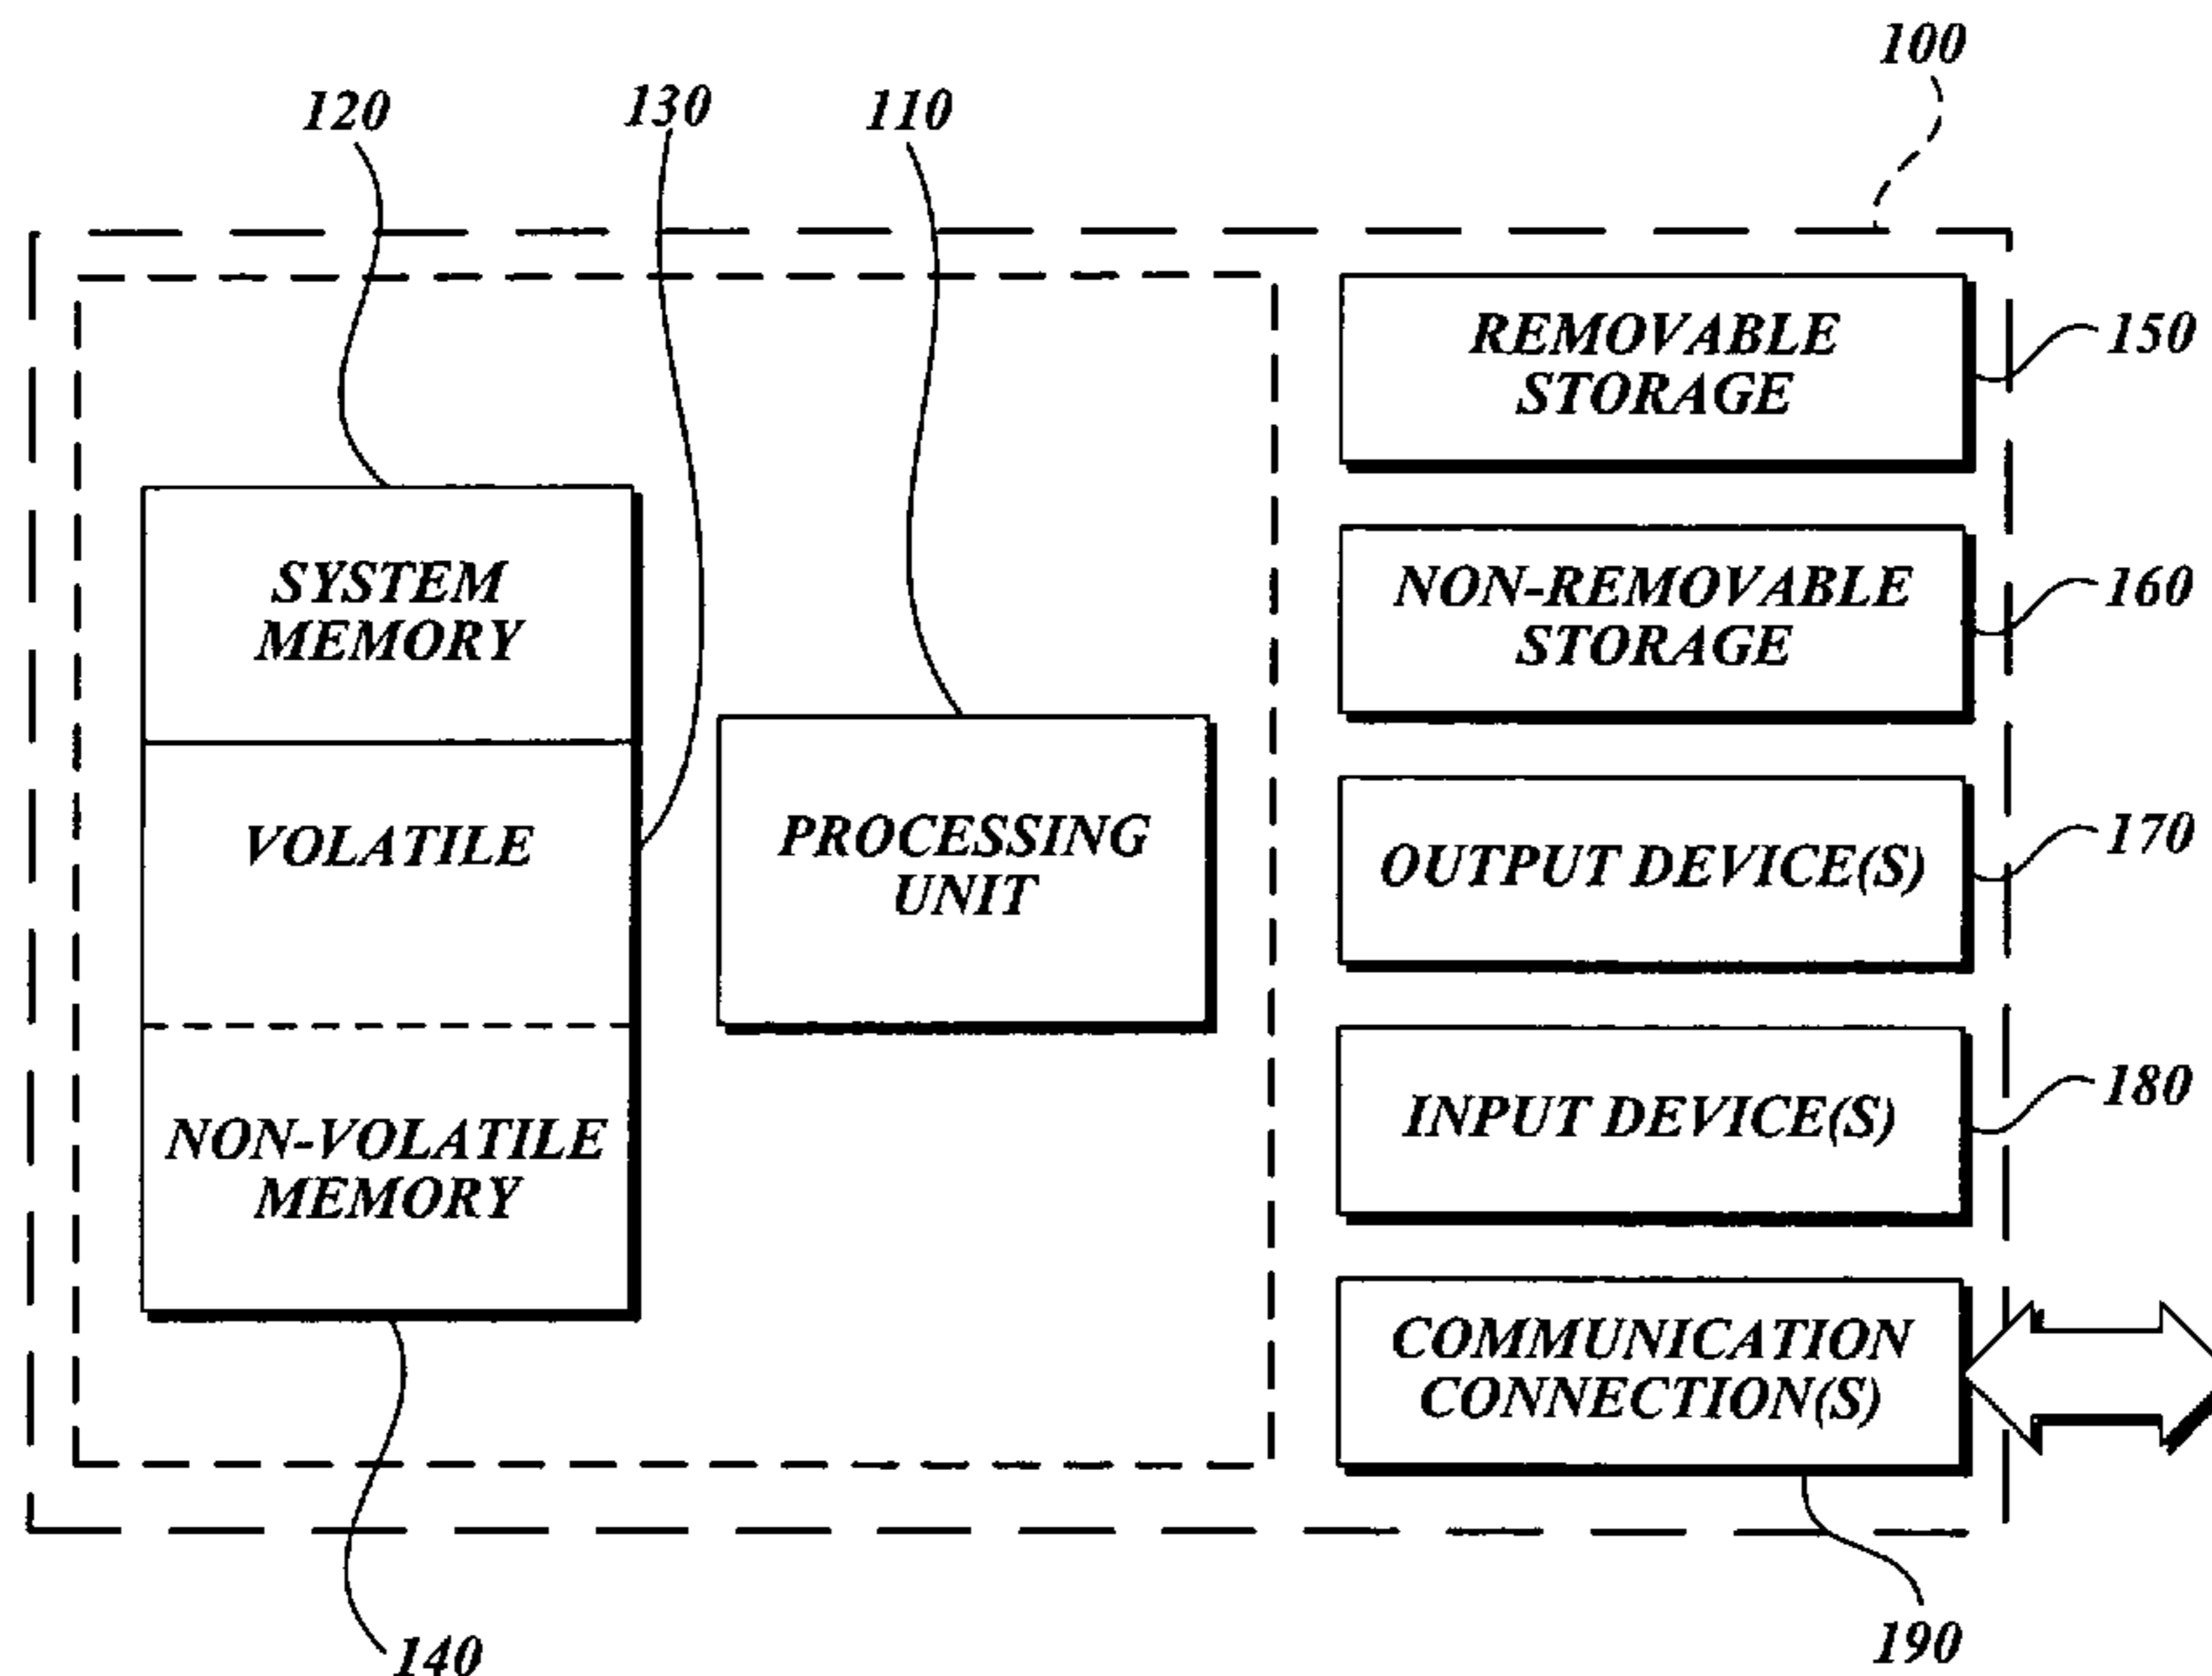 100
120
130
110
REMOVABLE
STORAGE
150
SYSTEM
MEMORY
NON-REMOVABLE
STORAGE
160
VOLATILE
PROCESSING
UNIT
OUTPUT DEVICE(S)
170
NON-VOLATILE
MEMORY
INPUT DEVICE(S)
180
COMMUNICATION
CONNECTION(S)
140
190